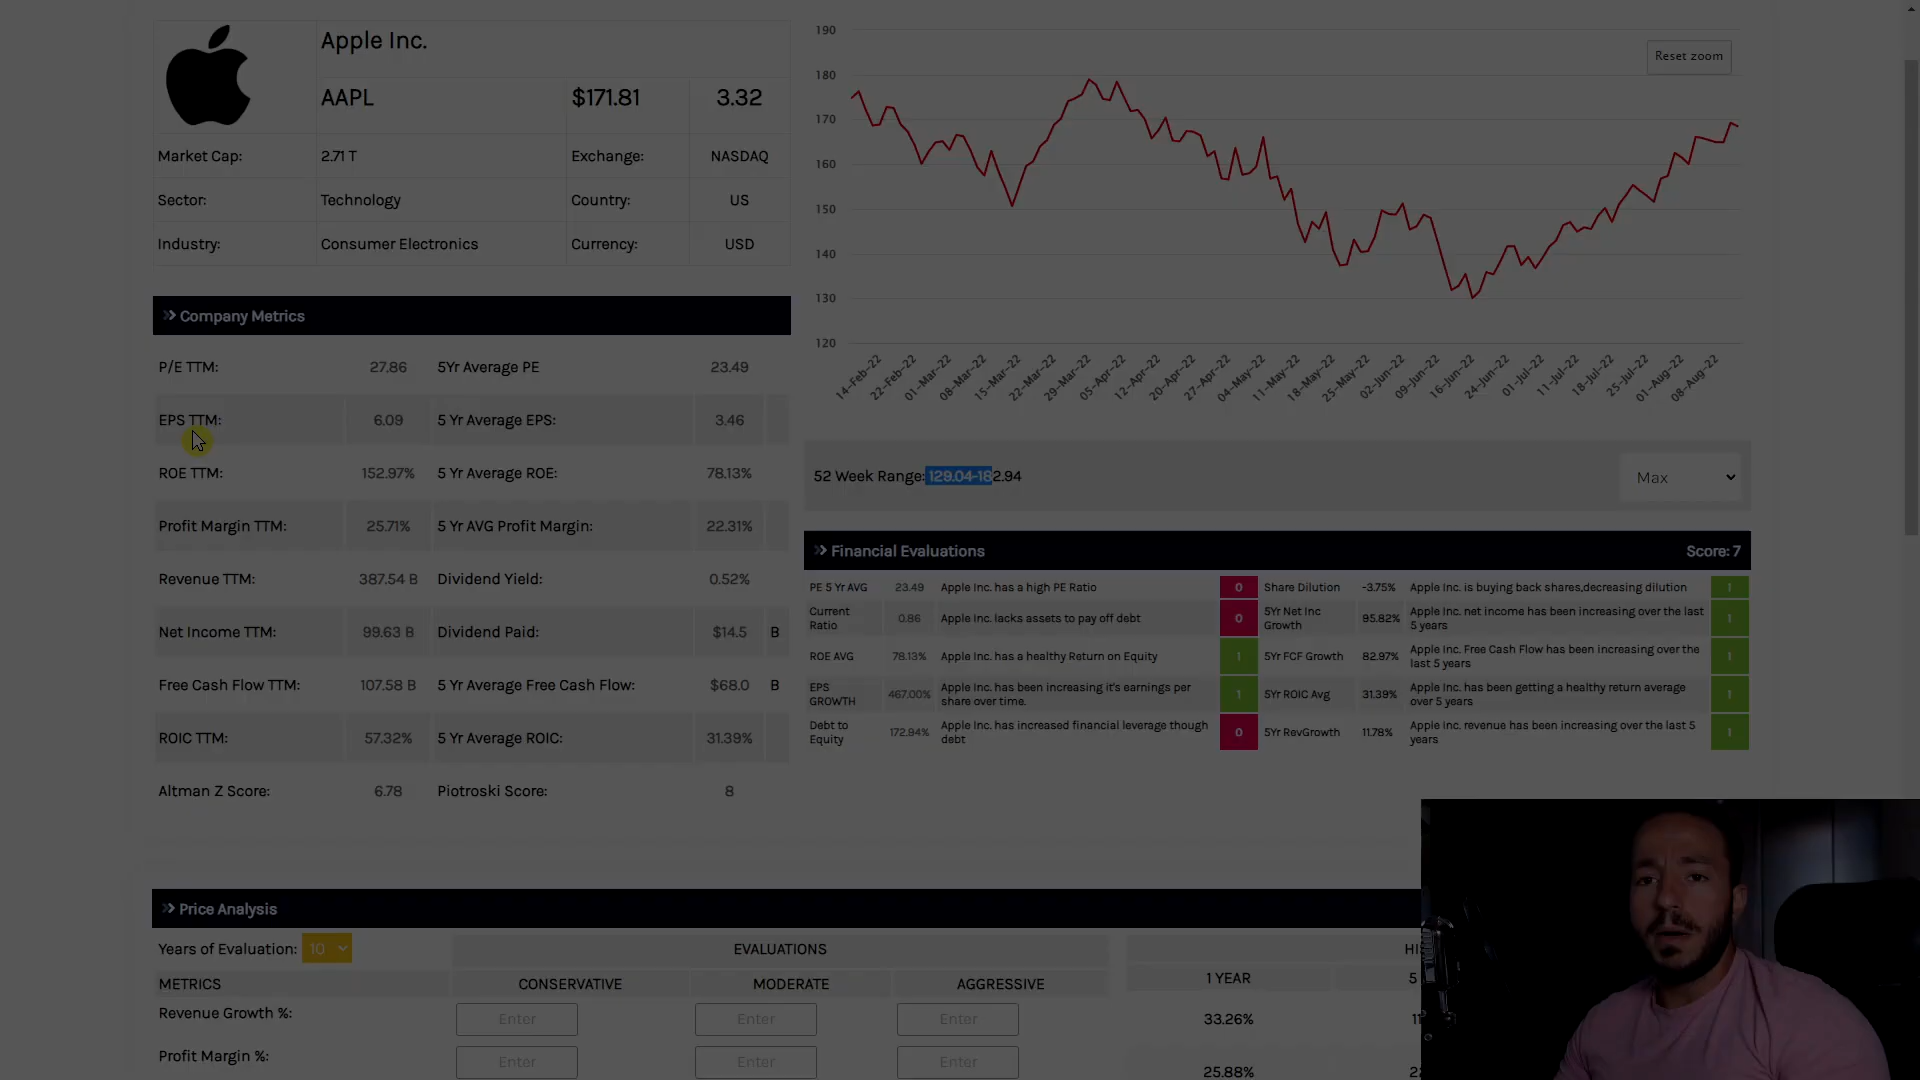 Apple Inc.
AAPL $171.81 3.32
Market Cap: 2.71 T Exchange: NASDAQ
Sector: Technology Country: US
Industry: Consumer Electronics Currency: USD
Company Metrics
P/E TTM: 27.86 5Yr Average PE 23.49
EPS TTM: 6.09 5 Yr Average EPS: 3.46
ROE TTM: 152.97% 5 Yr Average ROE: 78.13%
Profit Margin TTM: 25.71% 5 Yr AVG Profit Margin: 22.31%
Revenue TTM: 387.54 B Dividend Yield: 0.52%
Net Income TTM: 99.63 B Dividend Paid: $14.5 B
Free Cash Flow TTM: 107.58 B 5 Yr Average Free Cash Flow: $68.0 B
ROIC TTM: 57.32% 5 Yr Average ROIC: 31.39%
Altman Z Score: 6.78 Piotroski Score: 8
190
Reset zoom
180
170
160
150
140
130
120
14-Feb-22 22-Feb-22 01-Mar-22 08-Mar-22 15-Mar-22 22-Mar-22 29-Mar-22 05-Apr-22 12-Apr-22 20-Apr-22 27-Apr-22 04-May-22 11-May-22 18-May-22 25-May-22 02-Jun-22 09-Jun-22 16-Jun-22 24-Jun-22 01-Jul-22 11-Jul-22 18-Jul-22 25-Jul-22 01-Aug-22 08-Aug-22
52 Week Range: 129.04-182.94 Max
Financial Evaluations Score: 7
PE 5 Yr AVG 23.49 Apple Inc. has a high PE Ratio 0 Share Dilution -3.75% Apple Inc. is buying back shares,decreasing dilution 1
Current
Ratio 0.86 Apple Inc. lacks assets to pay off debt 0 5Yr Net Inc
Growth 95.82% Apple Inc. net income has been increasing over the last
5 years 1
ROE AVG 78.13% Apple Inc. has a healthy Return on Equity 1 5Yr FCF Growth 82.97% Apple Inc. Free Cash Flow has been increasing over the
last 5 years 1
EPS
GROWTH 467.00% Apple Inc. has been increasing it's earnings per
share over time. 1 5Yr ROIC Avg 31.39% Apple Inc. has been getting a healthy return average
over 5 years 1
Debt to
Equity 172.94% Apple Inc. has increased financial leverage though
debt 0 5Yr RevGrowth 11.78% Apple Inc. revenue has been increasing over the last 5
years 1
Price Analysis
Years of Evaluation: 10 EVALUATIONS
METRICS CONSERVATIVE MODERATE AGGRESSIVE 1 YEAR 5
Revenue Growth %: Enter Enter Enter 33.26%
Profit Margin %: Enter Enter Enter 25.88%